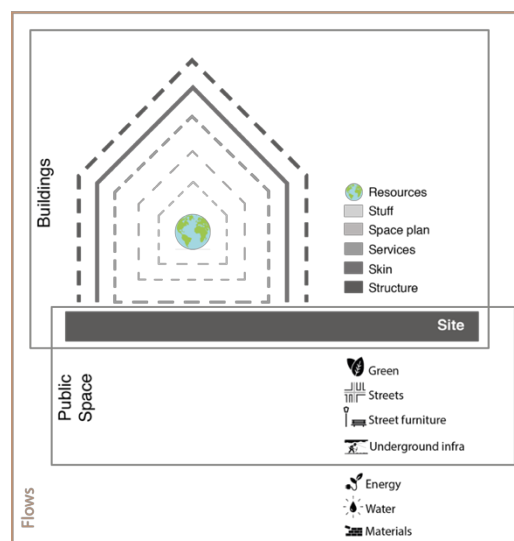 Buildings
Resources
Stuff
Space plan
Services
Skin
Structure
Site
Public
Space
Green
Streets
Street furniture
Underground infra
Flows
Energy
Water
Materials